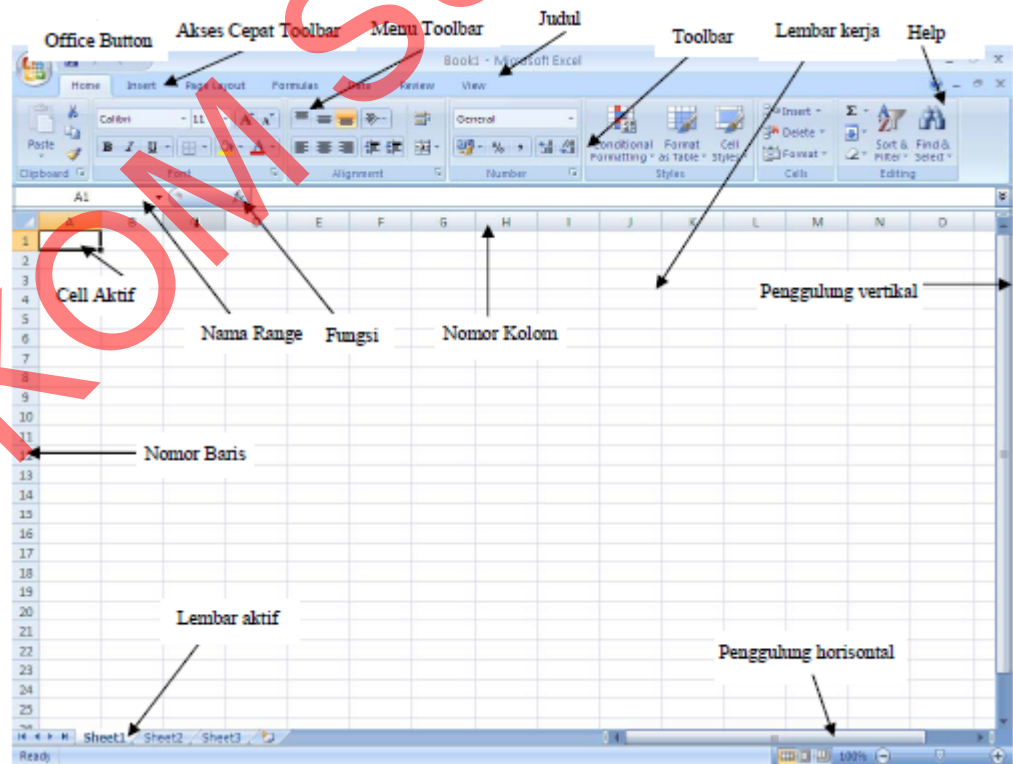 Office Button Akses Cepat Toolbar Menu Toolbar Judul Toolbar Lembar kerja Help
Book1 - Microsoft Excel
Home Insert Page Layout Formulas Data Review View
Calibri 11 General Insert Σ
Paste B I U A % , Conditional Formatting Format as Table Cell Styles Delete Format Sort & Filter Find & Select
Clipboard Font Alignment Number Styles Cells Editing
A1
A B E F G H I J K L M N O
1
2
3
4
5
6
7
8
9
10
11
12
13
14
15
16
17
18
19
20
21
22
23
24
25
Cell Aktif
Penggulung vertikal
Nama Range Fungsi Nomor Kolom
Nomor Baris
Lembar aktif
Penggulung horisontal
Sheet1 Sheet2 Sheet3
Ready 100%
KOMS